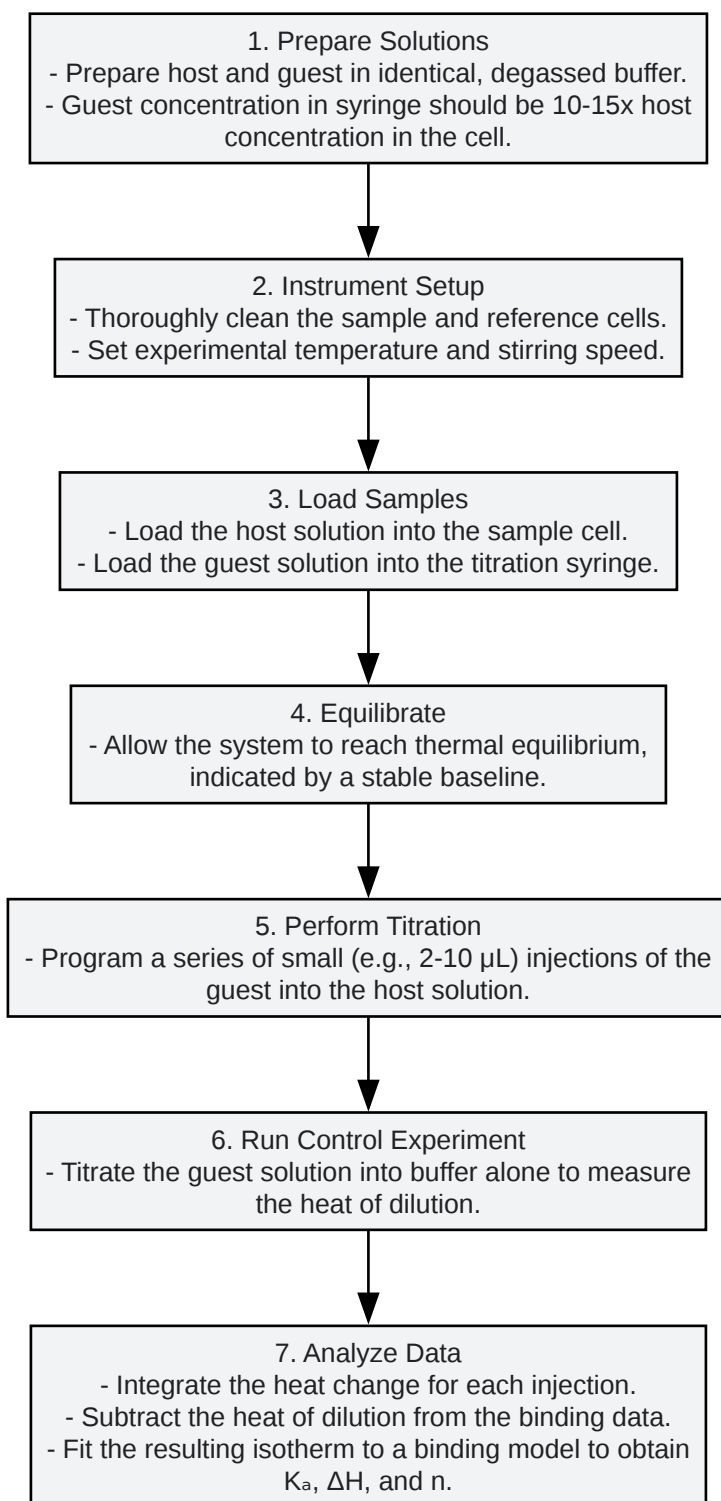 1. Prepare Solutions
- Prepare host and guest in identical, degassed buffer.
- Guest concentration in syringe should be 10-15x host
concentration in the cell.
2. Instrument Setup
- Thoroughly clean the sample and reference cells.
- Set experimental temperature and stirring speed.
3. Load Samples
- Load the host solution into the sample cell.
- Load the guest solution into the titration syringe.
4. Equilibrate
- Allow the system to reach thermal equilibrium,
indicated by a stable baseline.
5. Perform Titration
- Program a series of small (e.g., 2-10 μL) injections of the
guest into the host solution.
6. Run Control Experiment
- Titrate the guest solution into buffer alone to measure
the heat of dilution.
7. Analyze Data
- Integrate the heat change for each injection.
- Subtract the heat of dilution from the binding data.
- Fit the resulting isotherm to a binding model to obtain
Kₐ, ΔH, and n.